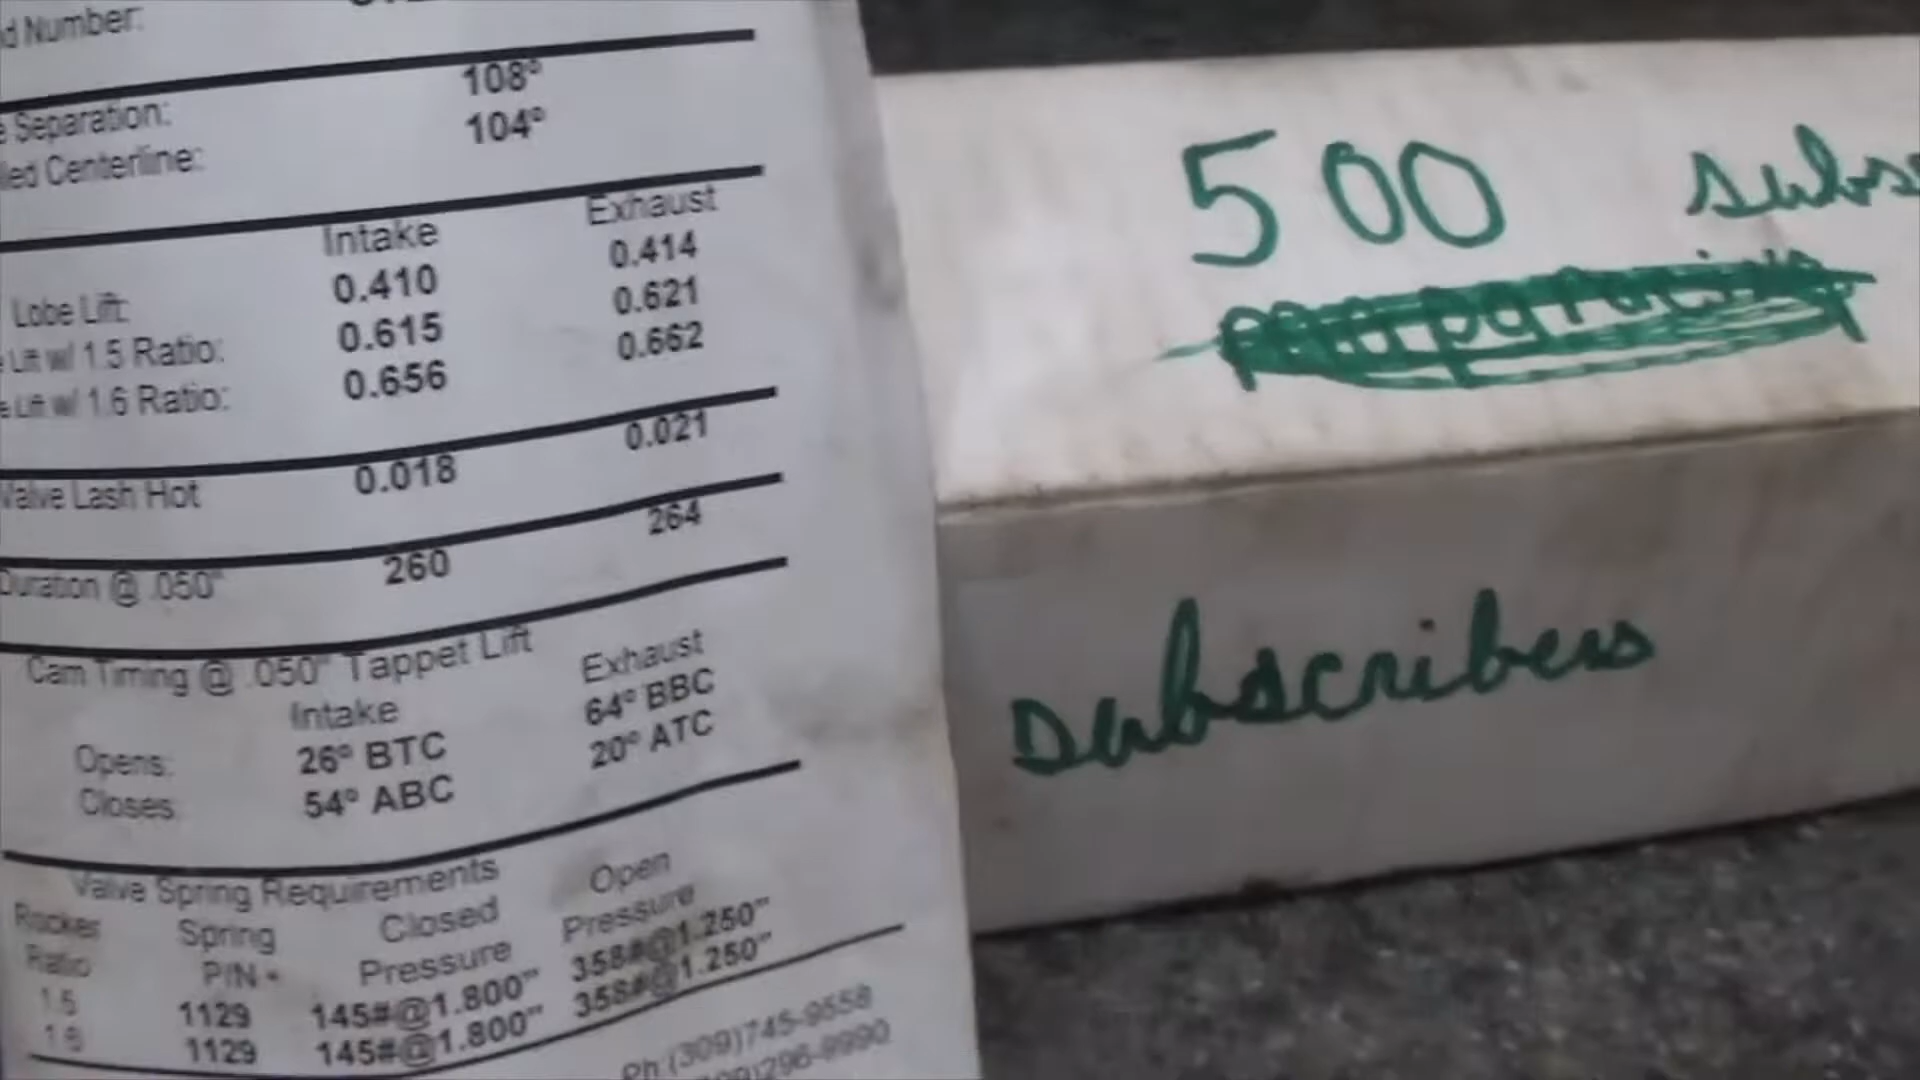 d Number:
e Separation: 108°
led Centerline: 104°
Intake Exhaust
Lobe Lift: 0.410 0.414
e Lift w/ 1.5 Ratio: 0.615 0.621
e Lift w/ 1.6 Ratio: 0.656 0.662
Valve Lash Hot 0.018 0.021
Duration @ .050" 260 264
Cam Timing @ .050" Tappet Lift
Intake Exhaust
Opens: 26° BTC 64° BBC
Closes: 54° ABC 20° ATC
Valve Spring Requirements
Rocker Spring Closed Open
Ratio P/N - Pressure Pressure
1.5 1129 145#@1.800" 358#@1.250"
1.6 1129 145#@1.800" 358#@1.250"
Ph (309)745-9558
09)296-9990
500 subsc
subscribers